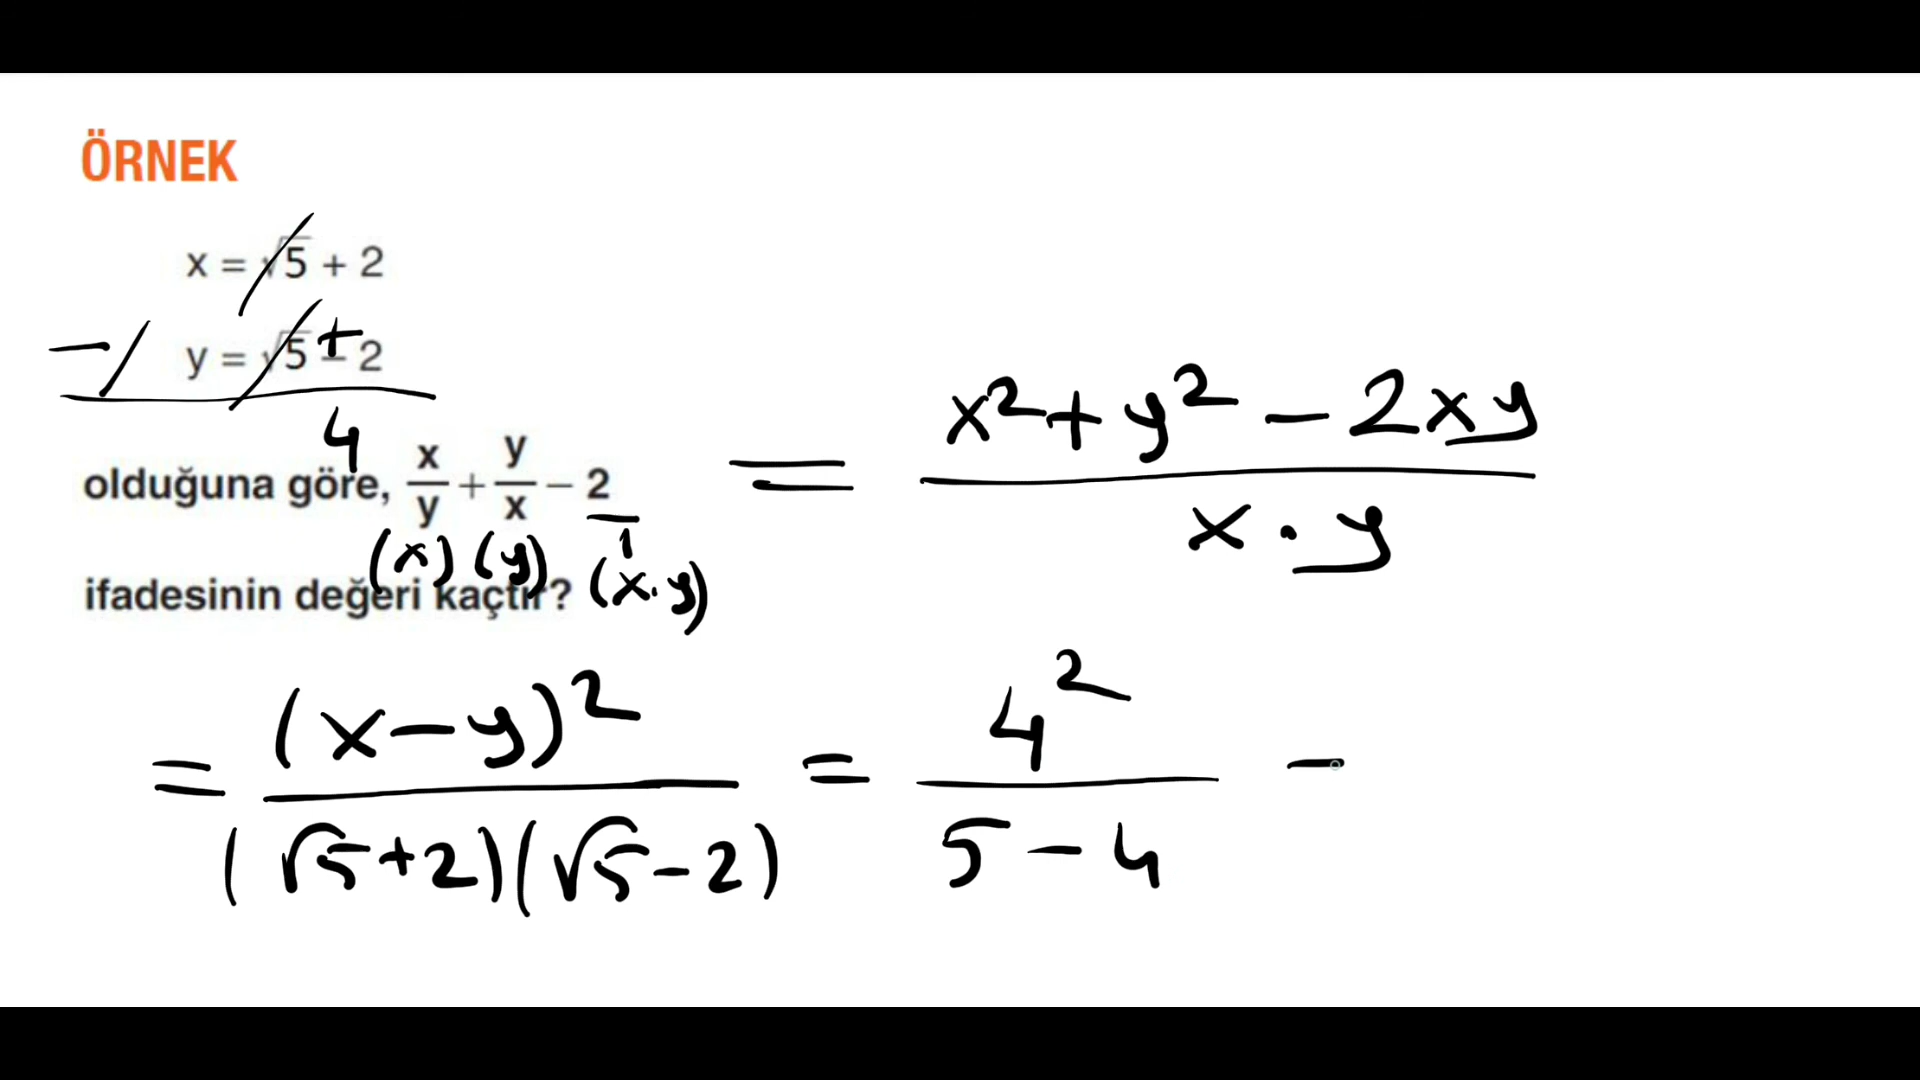 ÖRNEK
x = √5 + 2
−/ y = √5 − 2 +
4
olduğuna göre, x/y + y/x − 2/1
(x) (y) (x.y)
ifadesinin değeri kaçtır?
= x² + y² − 2xy / x . y
= (x−y)² / (√5+2)(√5−2) = 4² / 5−4 −